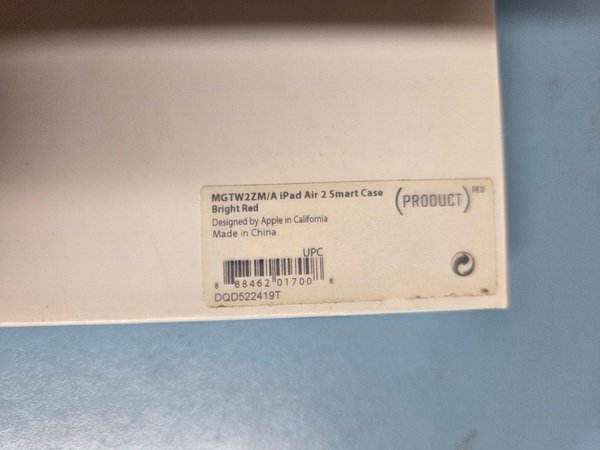 MGTW2ZM/A iPad Air 2 Smart Case
Bright Red
Designed by Apple in California
Made in China
(PRODUCT)RED
UPC
8 88462 01700 8
DQD522419T